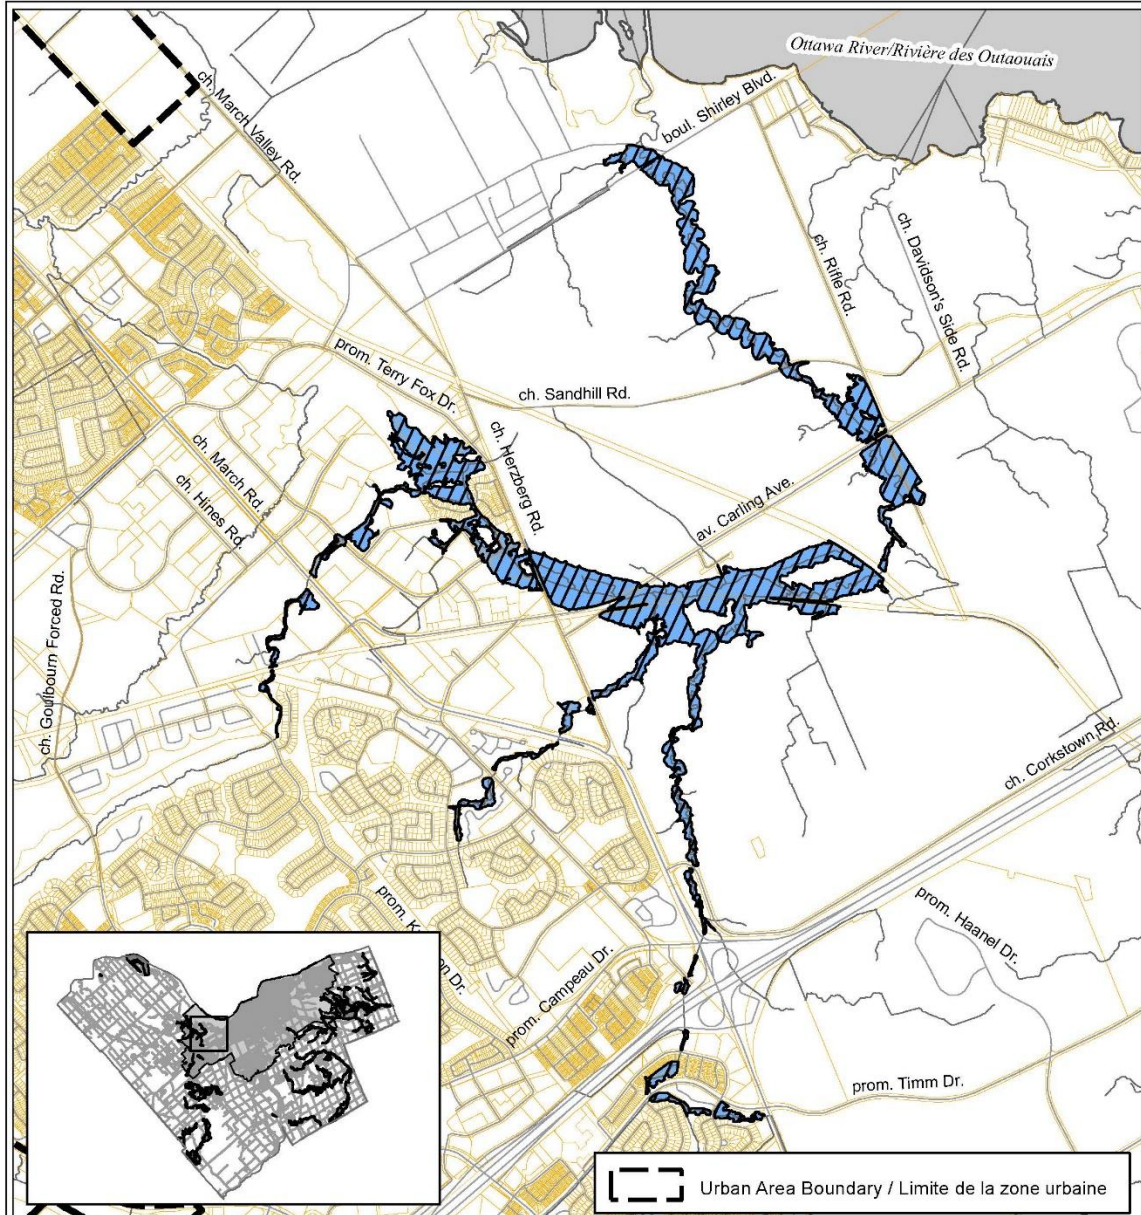 Ottawa River/Rivière des Outaouais
boul. Shirley Blvd.
ch. March Valley Rd.
ch. Rifle Rd.
ch. Davidson's Side Rd.
prom. Terry Fox Dr.
ch. Sandhill Rd.
ch. March Rd.
ch. Hines Rd.
ch. Herzberg Rd.
av. Carling Ave.
ch. Goulbourn Forced Rd.
ch. Corkstown Rd.
prom. Haanel Dr.
prom. K
on Dr.
prom. Campeau Dr.
prom. Timm Dr.
Urban Area Boundary / Limite de la zone urbaine